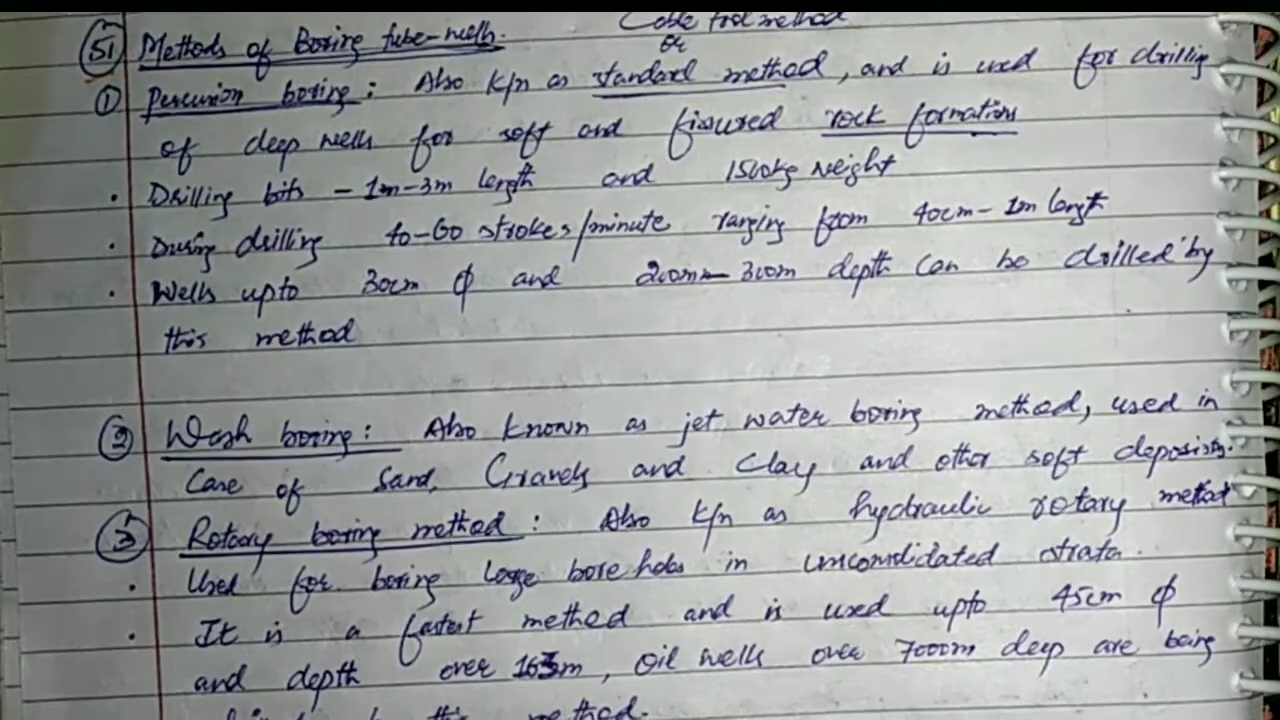 51 Methods of Boring tube-wells. Cable tool method
or
① Percussion boring: Also K/n as standard method, and is used for drilling
of deep wells for soft and fissured rock formations
· Drilling bits - 1m-3m length and 1500kg weight
· During drilling 40-60 strokes/minute ranging from 40cm-1m length
· Wells upto 30cm ϕ and 200m-300m depth can be drilled by
this method
② Wash boring: Also known as jet water boring method, used in
Case of Sand, Gravels and Clay and other soft deposists.
③ Rotary boring method: Also K/n as hydraulic rotary method
· Used for boring large bore holes in unconsolidated strata.
· It is a fastest method and is used upto 45cm ϕ
and depth over 165m, Oil wells over 7000m deep are being
this method.